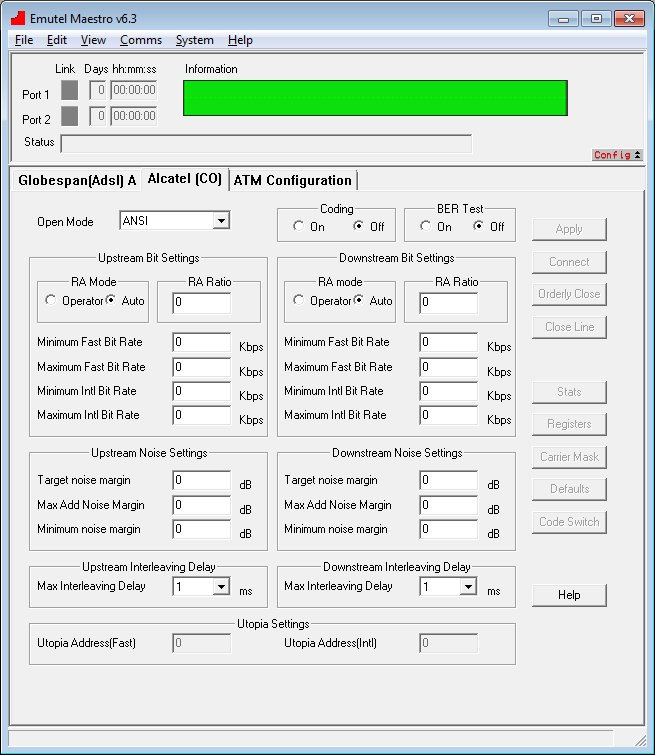 Emutel Maestro v6.3
File Edit View Comms System Help
Link Days hh:mm:ss Information
Port 1 0 00:00:00
Port 2 0 00:00:00
Status
Config
Globespan(Adsl) A Alcatel (CO) ATM Configuration
Open Mode ANSI
Coding
On Off
BER Test
On Off
Apply
Connect
Orderly Close
Close Line
Stats
Registers
Carrier Mask
Defaults
Code Switch
Help
Upstream Bit Settings
RA Mode RA Ratio
Operator Auto 0
Minimum Fast Bit Rate 0 Kbps
Maximum Fast Bit Rate 0 Kbps
Minimum Intl Bit Rate 0 Kbps
Maximum Intl Bit Rate 0 Kbps
Downstream Bit Settings
RA mode RA Ratio
Operator Auto 0
Minimum Fast Bit Rate 0 Kbps
Maximum Fast Bit Rate 0 Kbps
Minimum Intl Bit Rate 0 Kbps
Maximum Intl Bit Rate 0 Kbps
Upstream Noise Settings
Target noise margin 0 dB
Max Add Noise Margin 0 dB
Minimum noise margin 0 dB
Downstream Noise Settings
Target noise margin 0 dB
Max Add Noise Margin 0 dB
Minimum noise margin 0 dB
Upstream Interleaving Delay
Max Interleaving Delay 1 ms
Downstream Interleaving Delay
Max Interleaving Delay 1 ms
Utopia Settings
Utopia Address(Fast) 0 Utopia Address(Intl) 0